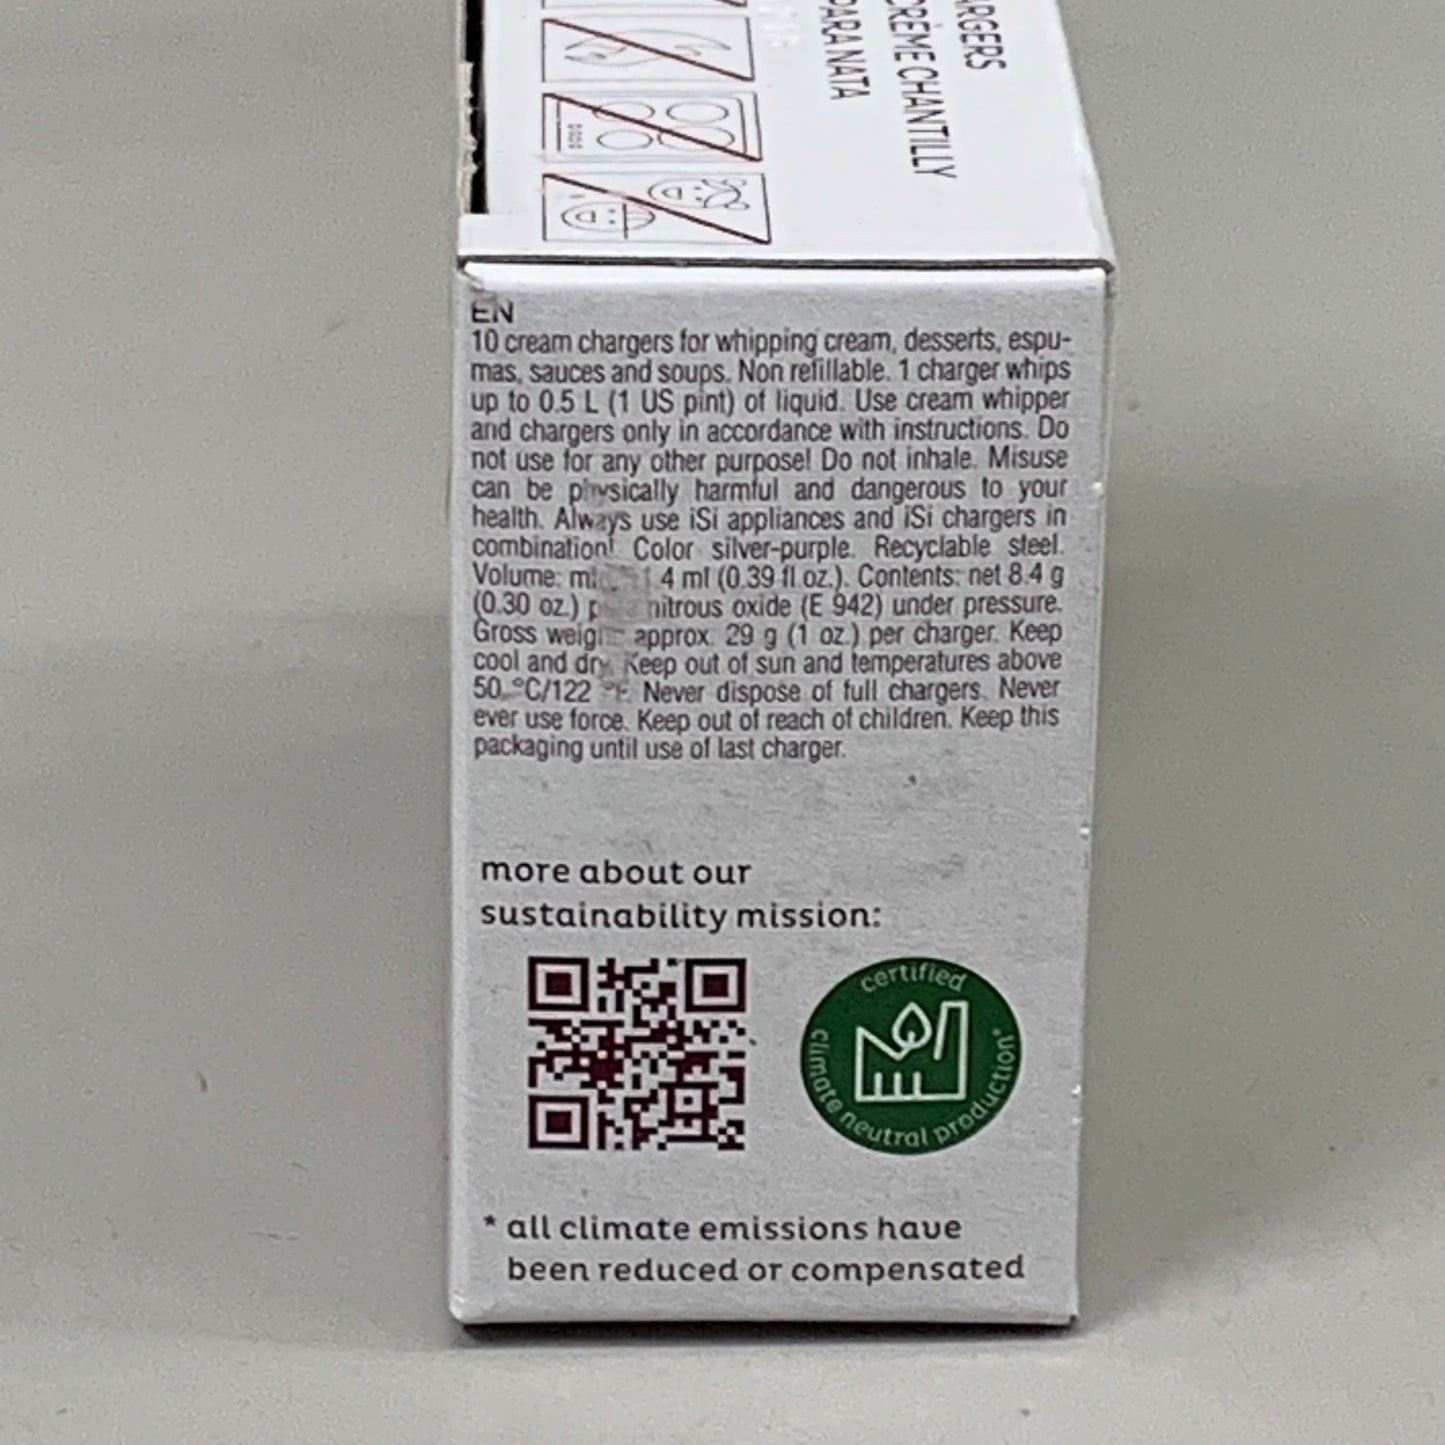 CRÈME CHANTILLY
PARA NATA
EN
10 cream chargers for whipping cream, desserts, espu-
mas, sauces and soups. Non refillable. 1 charger whips
up to 0.5 L (1 US pint) of liquid. Use cream whipper
and chargers only in accordance with instructions. Do
not use for any other purpose! Do not inhale. Misuse
can be physically harmful and dangerous to your
health. Always use iSi appliances and iSi chargers in
combination! Color silver-purple. Recyclable steel.
Volume: 4 ml (0.39 fl oz.). Contents: net 8.4 g
(0.30 oz.) nitrous oxide (E 942) under pressure.
Gross weight approx. 29 g (1 oz.) per charger. Keep
cool and dry. Keep out of sun and temperatures above
50 °C/122 °F. Never dispose of full chargers. Never
ever use force. Keep out of reach of children. Keep this
packaging until use of last charger.
more about our
sustainability mission:
certified
climate neutral production*
* all climate emissions have
been reduced or compensated